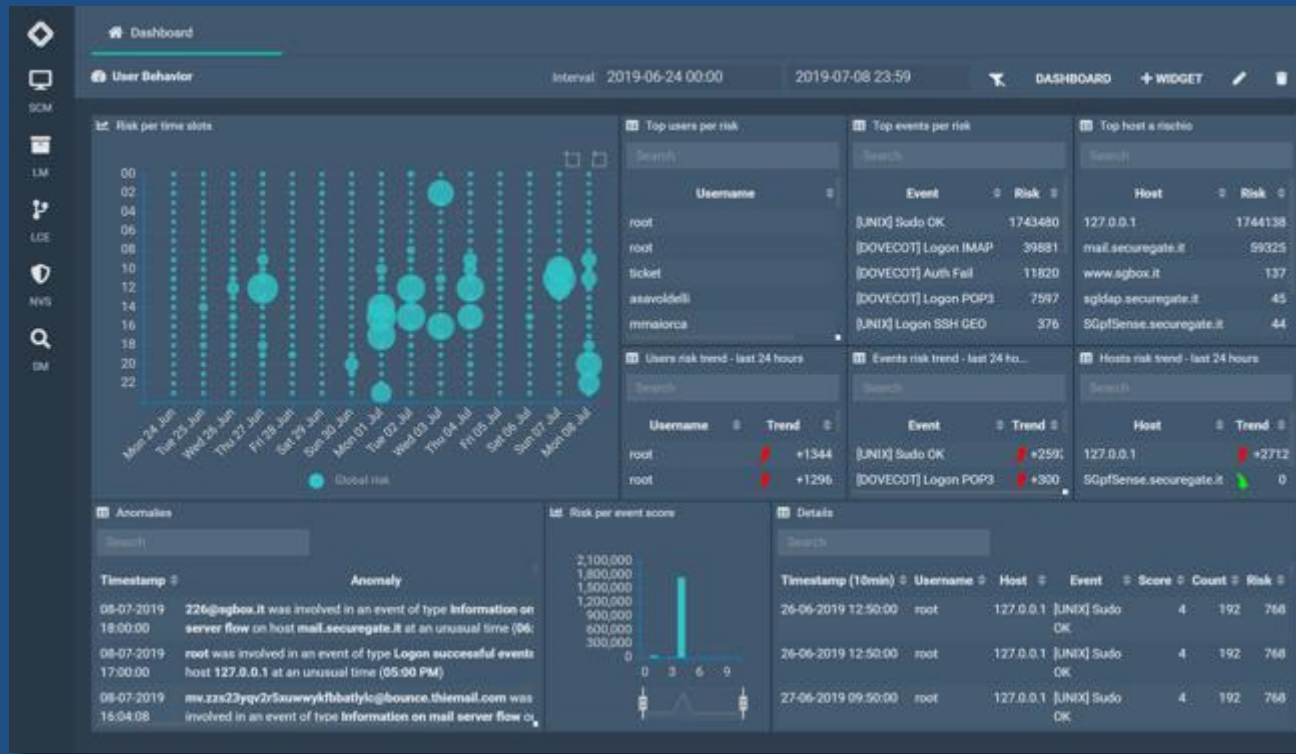 Dashboard
SCM
LM
LCE
NVS
SM
User Behavior
Interval 2019-06-24 00:00 2019-07-08 23:59 DASHBOARD + WIDGET
Risk per time slots
00
02
04
06
08
10
12
14
16
18
20
22
Mon 24 Jun
Tue 25 Jun
Wed 26 Jun
Thu 27 Jun
Fri 28 Jun
Sat 29 Jun
Sun 30 Jun
Mon 01 Jul
Tue 02 Jul
Wed 03 Jul
Thu 04 Jul
Fri 05 Jul
Sat 06 Jul
Sun 07 Jul
Mon 08 Jul
Global risk
Top users per risk
Search
Username
root
root
ticket
asavoldelli
mmaiorca
Top events per risk
Search
Event Risk
[UNIX] Sudo OK 1743480
[DOVECOT] Logon IMAP 39881
[DOVECOT] Auth Fail 11820
[DOVECOT] Logon POP3 7597
[UNIX] Logon SSH GEO 376
Top host a rischio
Search
Host Risk
127.0.0.1 1744138
mail.securegate.it 59325
www.sgbox.it 137
sgldap.securegate.it 45
SGpfSense.securegate.it 44
Users risk trend - last 24 hours
Search
Username Trend
root +1344
root +1296
Events risk trend - last 24 ho...
Search
Event Trend
[UNIX] Sudo OK +259
[DOVECOT] Logon POP3 +300
Hosts risk trend - last 24 hours
Search
Host Trend
127.0.0.1 +2712
SGpfSense.securegate.it 0
Anomalies
Search
Timestamp Anomaly
08-07-2019 226@sgbox.it was involved in an event of type Information on
18:00:00 server flow on host mail.securegate.it at an unusual time (06:
08-07-2019 root was involved in an event of type Logon successful events
17:00:00 host 127.0.0.1 at an unusual time (05:00 PM)
08-07-2019 was
16:04:08 involved in an event of type Information on mail server flow
Risk per event score
2,100,000
1,800,000
1,500,000
1,200,000
900,000
600,000
300,000
0
0 3 6 9
Details
Search
Timestamp (10min) Username Host Event Score Count Risk
26-06-2019 12:50:00 root 127.0.0.1 [UNIX] Sudo 4 192 768
OK
26-06-2019 12:50:00 root 127.0.0.1 [UNIX] Sudo 4 192 768
OK
27-06-2019 09:50:00 root 127.0.0.1 [UNIX] Sudo 4 192 768
OK